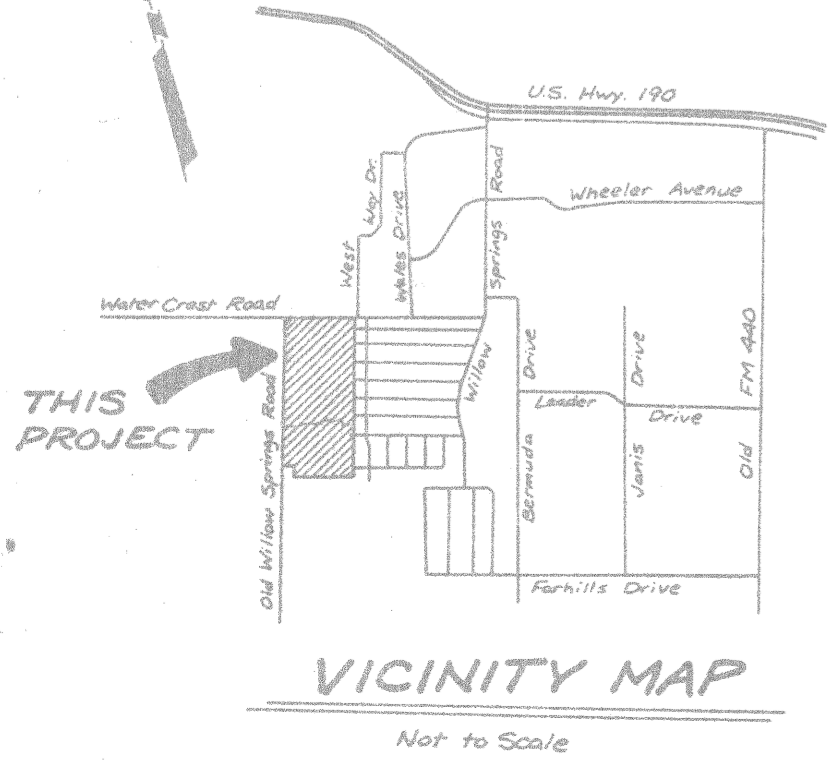 U.S. Hwy. 190
Wheeler Avenue
West Way Dr.
Wales Drive
Willow Springs Road
Water Crest Road
THIS
PROJECT
Old Willow Springs Road
Bermuda Drive
Leader Drive
Janis Drive
Old FM 440
Forhills Drive
VICINITY MAP
Not to Scale